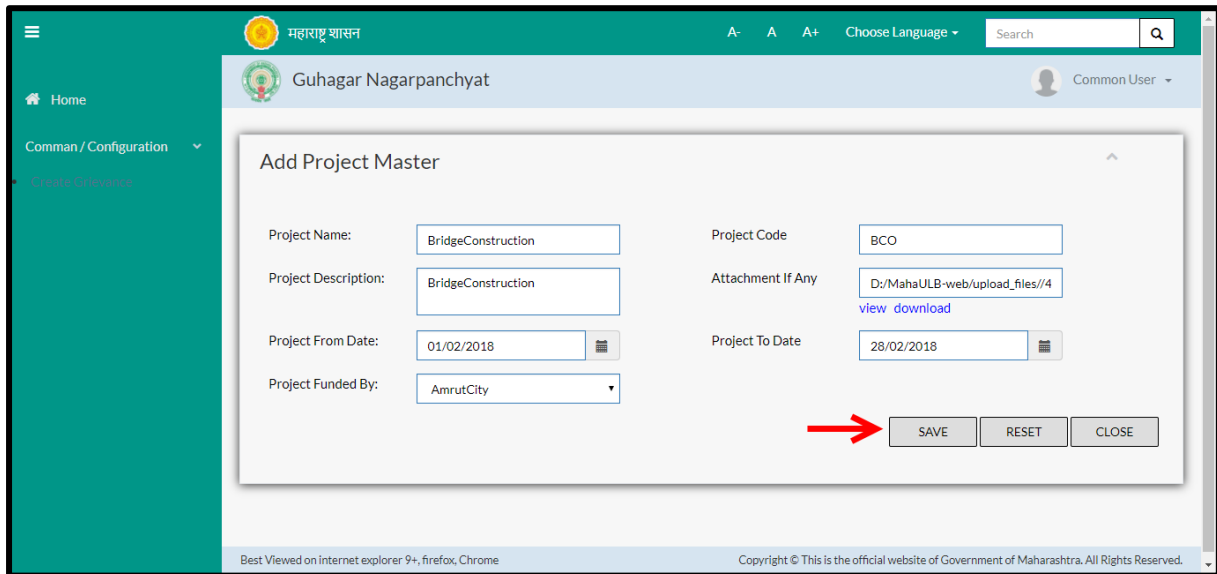 महाराष्ट्र शासन A- A A+ Choose Language Search
Guhagar Nagarpanchyat Common User
Home
Comman / Configuration
Create Grievance
Add Project Master
Project Name: BridgeConstruction Project Code BCO
Project Description: BridgeConstruction Attachment If Any D:/MahaULB-web/upload_files//4
view download
Project From Date: 01/02/2018 Project To Date 28/02/2018
Project Funded By: AmrutCity
SAVE RESET CLOSE
Best Viewed on internet explorer 9+, firefox, Chrome Copyright © This is the official website of Government of Maharashtra. All Rights Reserved.